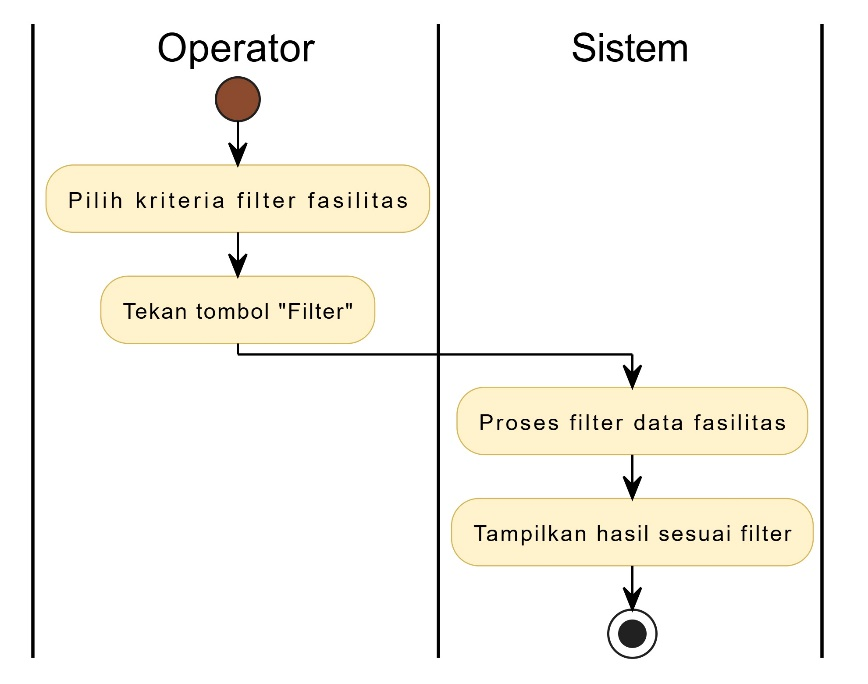 Operator
Sistem
Pilih kriteria filter fasilitas
Tekan tombol "Filter"
Proses filter data fasilitas
Tampilkan hasil sesuai filter